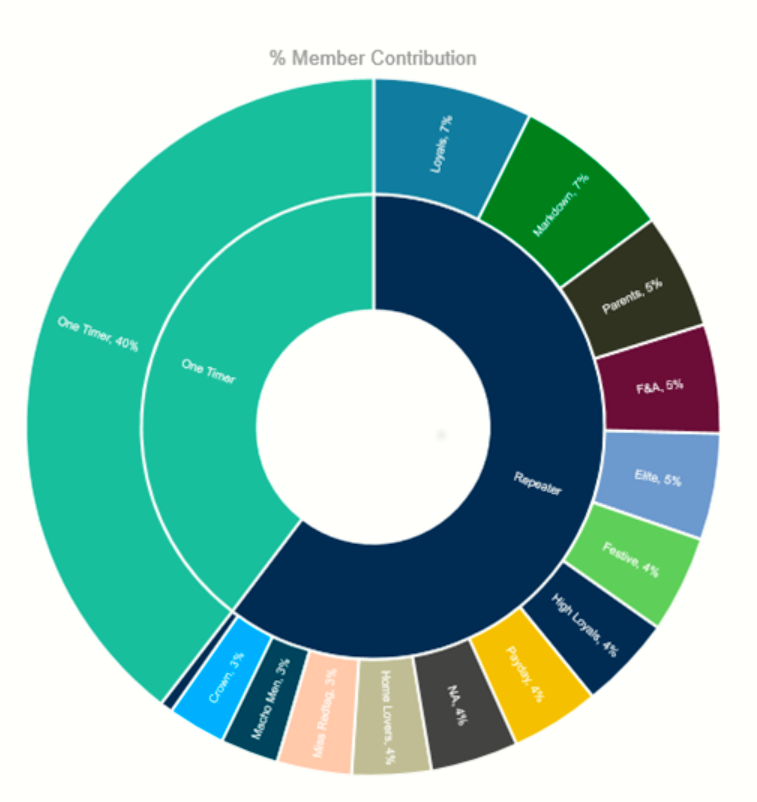 % Member Contribution
Loyals, 7%
Markdown, 7%
Parents, 5%
F&A, 5%
Elite, 5%
Festive, 4%
High Loyals, 4%
Payday, 4%
NA, 4%
Home Lovers, 4%
Miss Redtag, 3%
Macho Men, 3%
Crown, 3%
One Timer, 40%
One Timer
Repeater